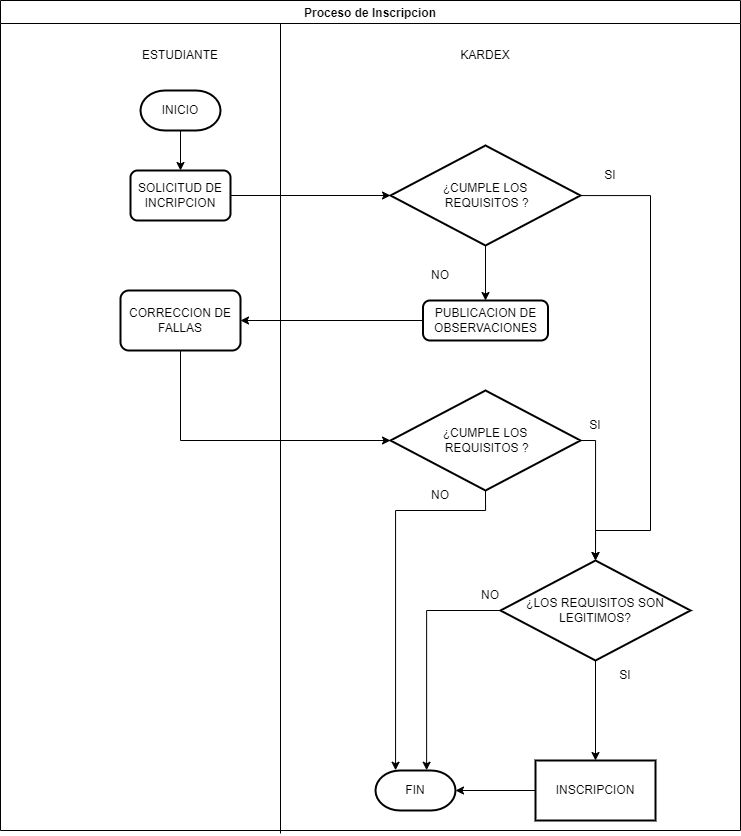 Proceso de Inscripcion
ESTUDIANTE
KARDEX
INICIO
SOLICITUD DE
INCRIPCION
¿CUMPLE LOS
REQUISITOS ?
SI
NO
PUBLICACION DE
OBSERVACIONES
CORRECCION DE
FALLAS
¿CUMPLE LOS
REQUISITOS ?
SI
NO
¿LOS REQUISITOS SON
LEGITIMOS?
NO
SI
INSCRIPCION
FIN